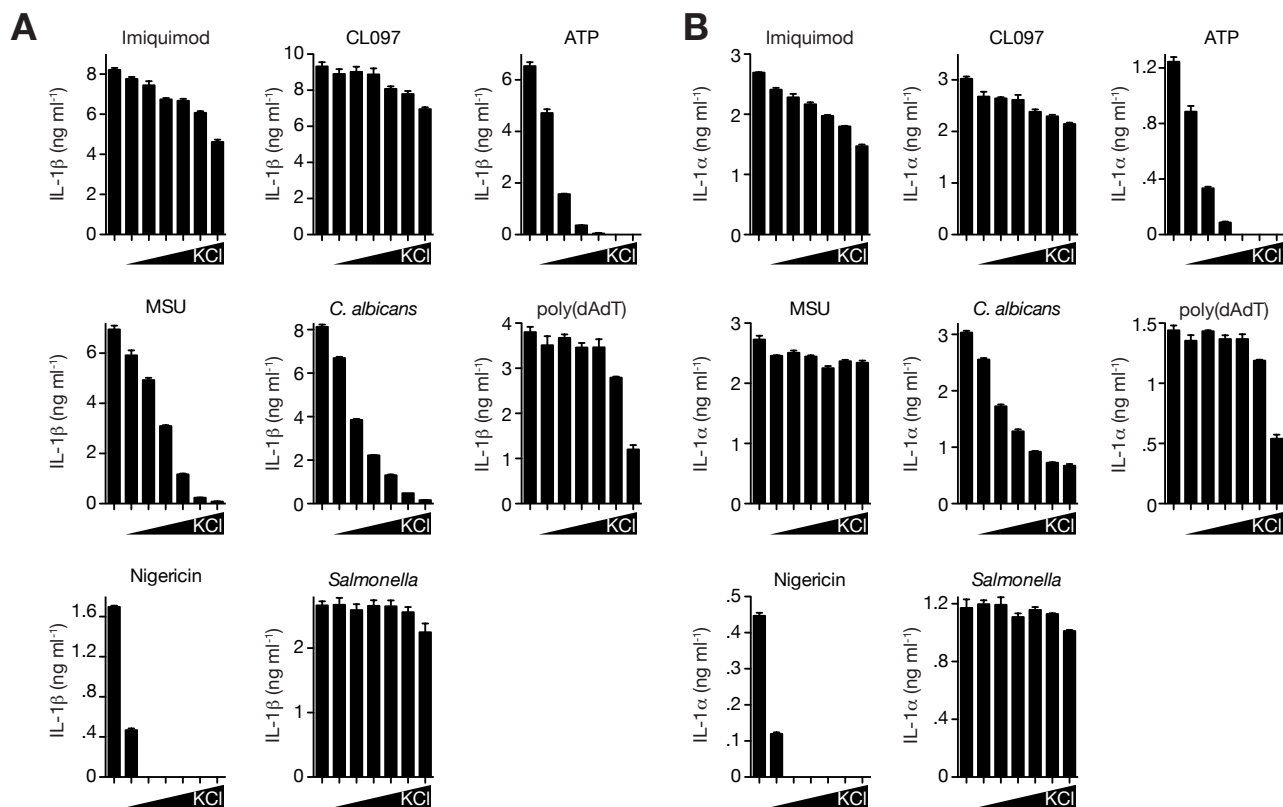 A
Imiquimod
IL-1β (ng ml⁻¹)
8
6
4
2
0
KCl
CL097
IL-1β (ng ml⁻¹)
10
8
6
4
2
0
KCl
ATP
IL-1β (ng ml⁻¹)
6
4
2
0
KCl
MSU
IL-1β (ng ml⁻¹)
6
4
2
0
KCl
C. albicans
IL-1β (ng ml⁻¹)
8
6
4
2
0
KCl
poly(dAdT)
IL-1β (ng ml⁻¹)
4
3
2
1
0
KCl
Nigericin
IL-1β (ng ml⁻¹)
1.6
1.2
.8
.4
0
KCl
Salmonella
IL-1β (ng ml⁻¹)
2
1
0
KCl
B
Imiquimod
IL-1α (ng ml⁻¹)
3
2
1
0
KCl
CL097
IL-1α (ng ml⁻¹)
3
2
1
0
KCl
ATP
IL-1α (ng ml⁻¹)
1.2
.8
.4
0
KCl
MSU
IL-1α (ng ml⁻¹)
3
2
1
0
KCl
C. albicans
IL-1α (ng ml⁻¹)
3
2
1
0
KCl
poly(dAdT)
IL-1α (ng ml⁻¹)
1.5
1
.5
0
KCl
Nigericin
IL-1α (ng ml⁻¹)
.5
.4
.3
.2
.1
0
KCl
Salmonella
IL-1α (ng ml⁻¹)
1.2
.8
.4
0
KCl